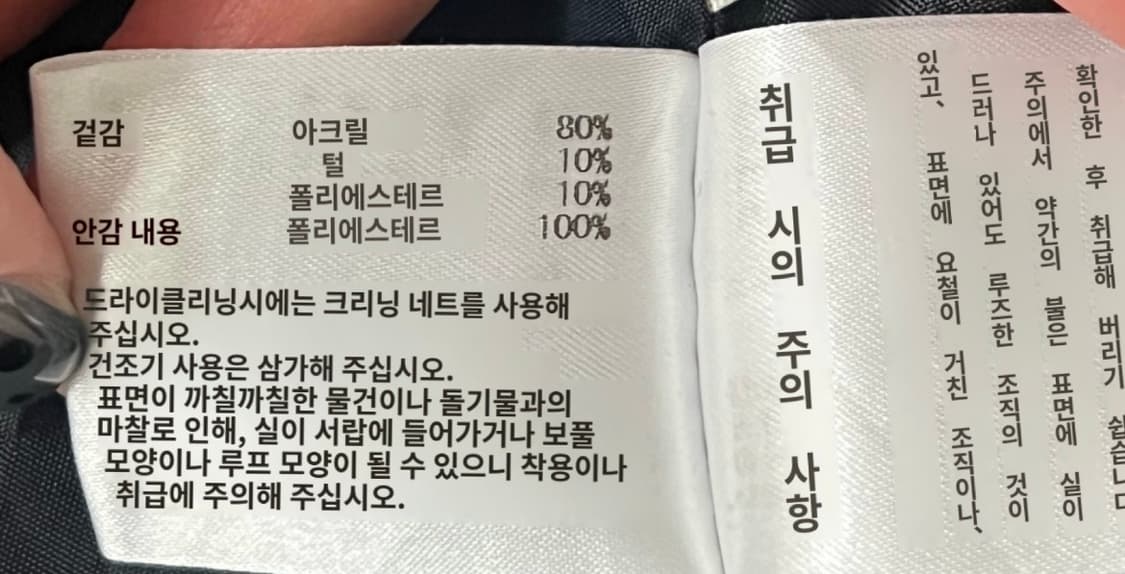 겉감 아크릴 80%
털 10%
폴리에스테르 10%
안감 내용 폴리에스테르 100%
드라이클리닝시에는 크리닝 네트를 사용해
주십시오.
건조기 사용은 삼가해 주십시오.
표면이 까칠까칠한 물건이나 돌기물과의
마찰로 인해, 실이 서랍에 들어가거나 보풀
모양이나 루프 모양이 될 수 있으니 착용이나
취급에 주의해 주십시오.
취급 시의 주의 사항
확인한 후 취급해 버리기 쉽습니다
주의에서 약간의 불은 표면에 실이
드러나 있어도 루즈한 조직의 것이
있고、 표면에 요철이 거친 조직이나、